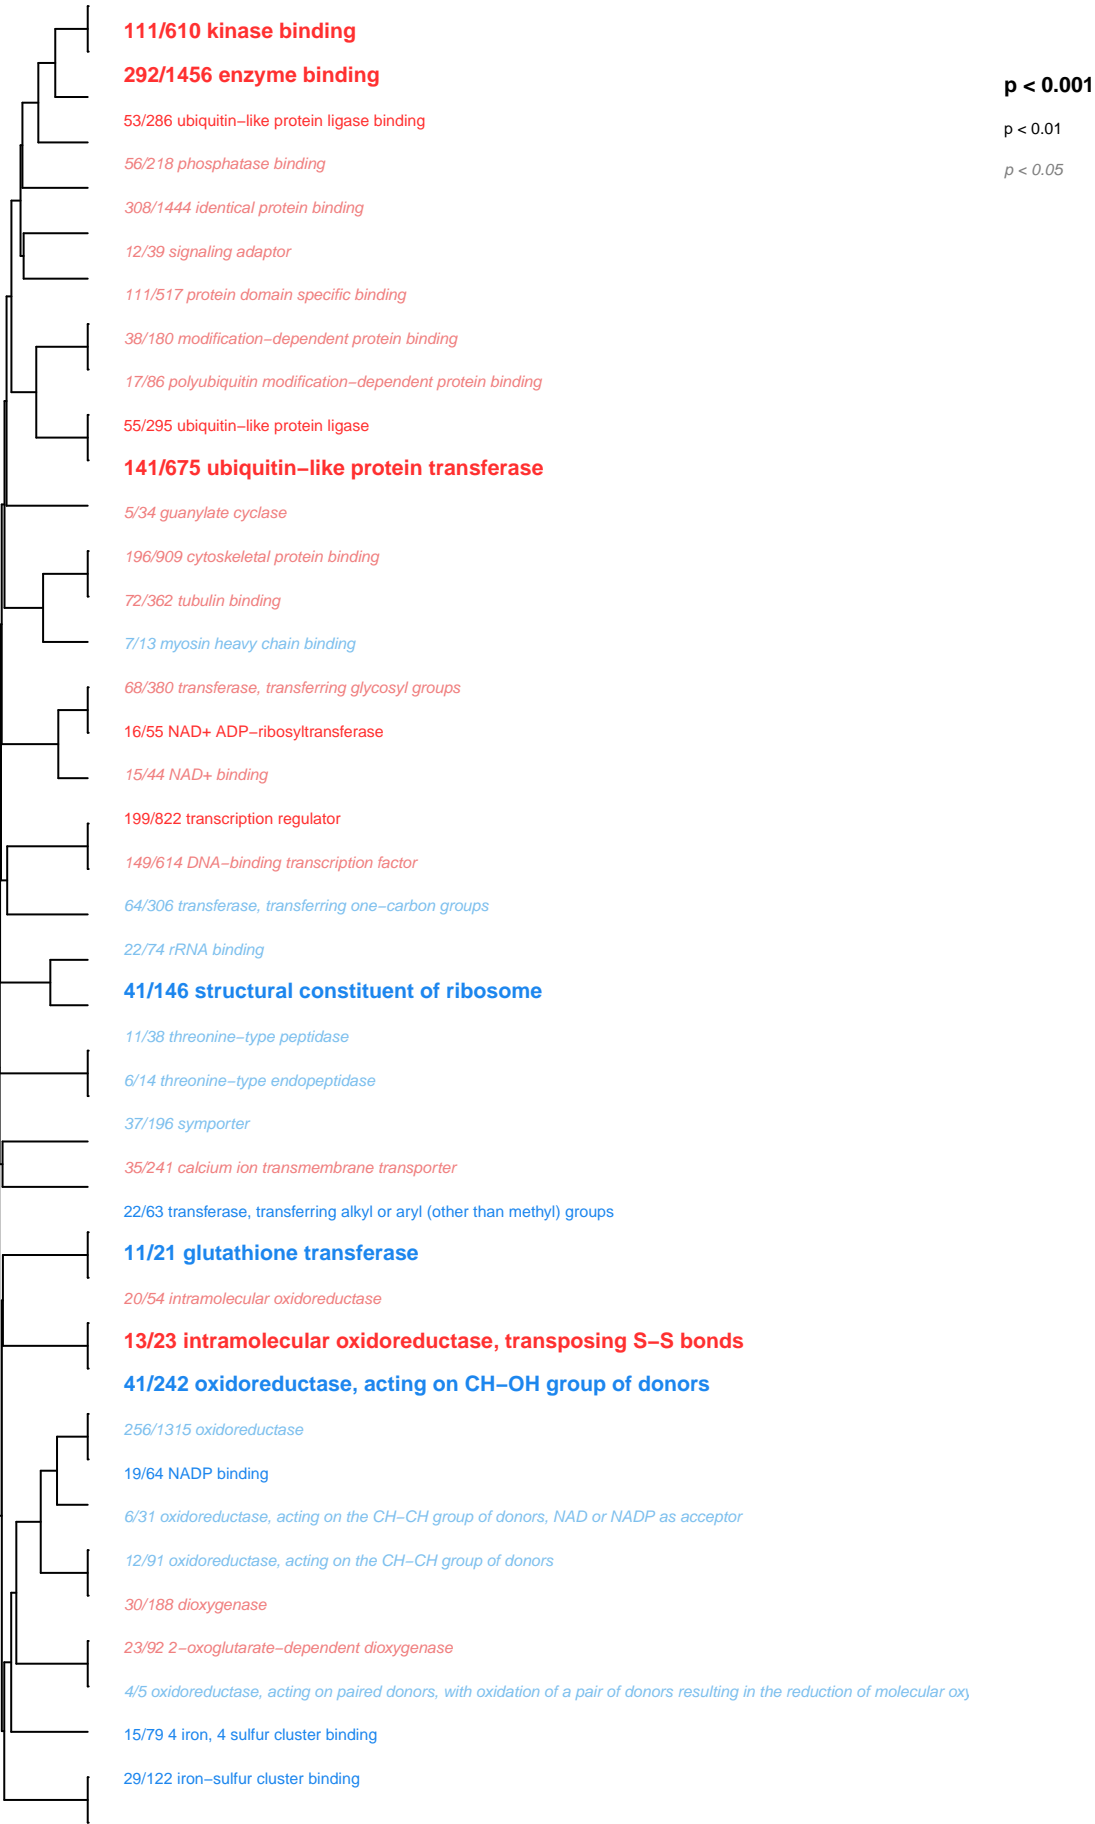 111/610 kinase binding
292/1456 enzyme binding
p < 0.001
53/286 ubiquitin−like protein ligase binding
p < 0.01
56/218 phosphatase binding
p < 0.05
308/1444 identical protein binding
12/39 signaling adaptor
111/517 protein domain specific binding
38/180 modification−dependent protein binding
17/86 polyubiquitin modification−dependent protein binding
55/295 ubiquitin−like protein ligase
141/675 ubiquitin−like protein transferase
5/34 guanylate cyclase
196/909 cytoskeletal protein binding
72/362 tubulin binding
7/13 myosin heavy chain binding
68/380 transferase, transferring glycosyl groups
16/55 NAD+ ADP−ribosyltransferase
15/44 NAD+ binding
199/822 transcription regulator
149/614 DNA−binding transcription factor
64/306 transferase, transferring one−carbon groups
22/74 rRNA binding
41/146 structural constituent of ribosome
11/38 threonine−type peptidase
6/14 threonine−type endopeptidase
37/196 symporter
35/241 calcium ion transmembrane transporter
22/63 transferase, transferring alkyl or aryl (other than methyl) groups
11/21 glutathione transferase
20/54 intramolecular oxidoreductase
13/23 intramolecular oxidoreductase, transposing S−S bonds
41/242 oxidoreductase, acting on CH−OH group of donors
256/1315 oxidoreductase
19/64 NADP binding
6/31 oxidoreductase, acting on the CH−CH group of donors, NAD or NADP as acceptor
12/91 oxidoreductase, acting on the CH−CH group of donors
30/188 dioxygenase
23/92 2−oxoglutarate−dependent dioxygenase
4/5 oxidoreductase, acting on paired donors, with oxidation of a pair of donors resulting in the reduction of molecular oxy
15/79 4 iron, 4 sulfur cluster binding
29/122 iron−sulfur cluster binding